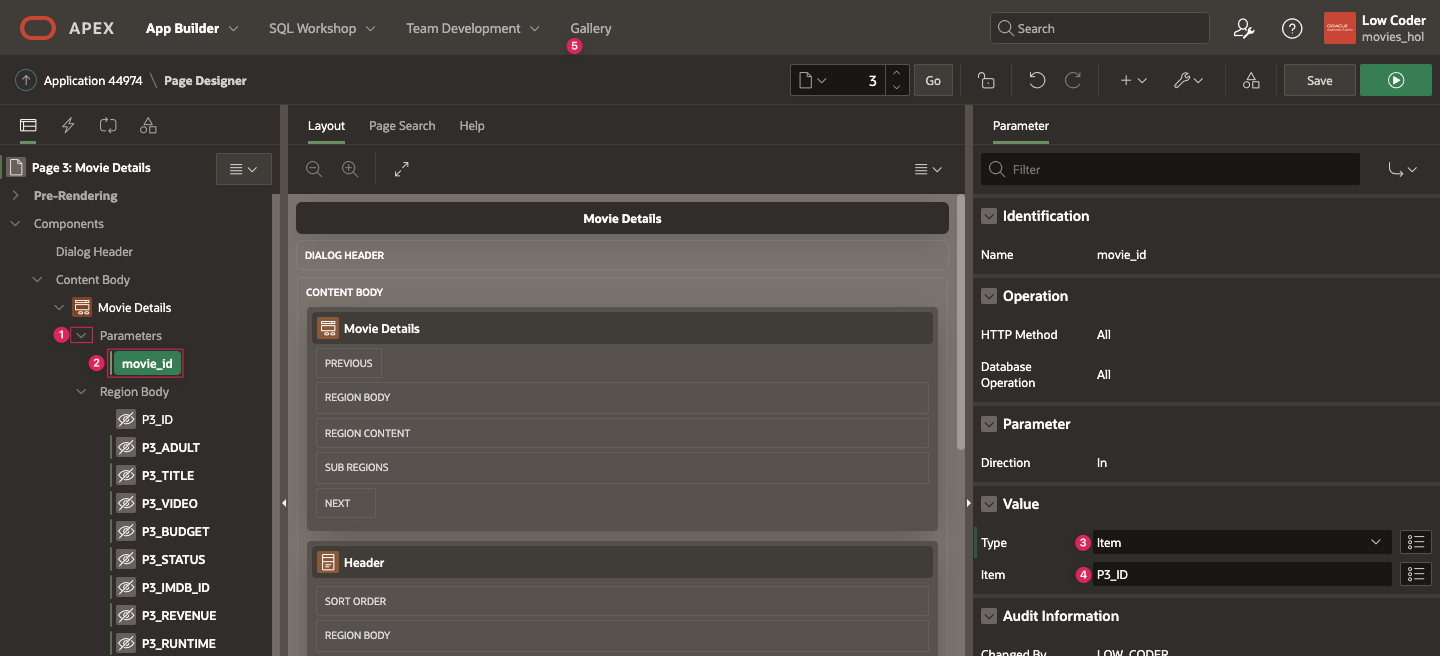 APEX App Builder SQL Workshop Team Development Gallery Search Low Coder
movies_hol
5
Application 44974 \ Page Designer 3 Go Save
Layout Page Search Help
Parameter
Page 3: Movie Details
Filter
Pre-Rendering
Components
Dialog Header
Content Body
Movie Details
1 Parameters
2 movie_id
Region Body
P3_ID
P3_ADULT
P3_TITLE
P3_VIDEO
P3_BUDGET
P3_STATUS
P3_IMDB_ID
P3_REVENUE
P3_RUNTIME
Movie Details
DIALOG HEADER
CONTENT BODY
Movie Details
PREVIOUS
REGION BODY
REGION CONTENT
SUB REGIONS
NEXT
Header
SORT ORDER
REGION BODY
Identification
Name movie_id
Operation
HTTP Method All
Database
Operation All
Parameter
Direction In
Value
Type 3 Item
Item 4 P3_ID
Audit Information
Changed By LOW_CODER